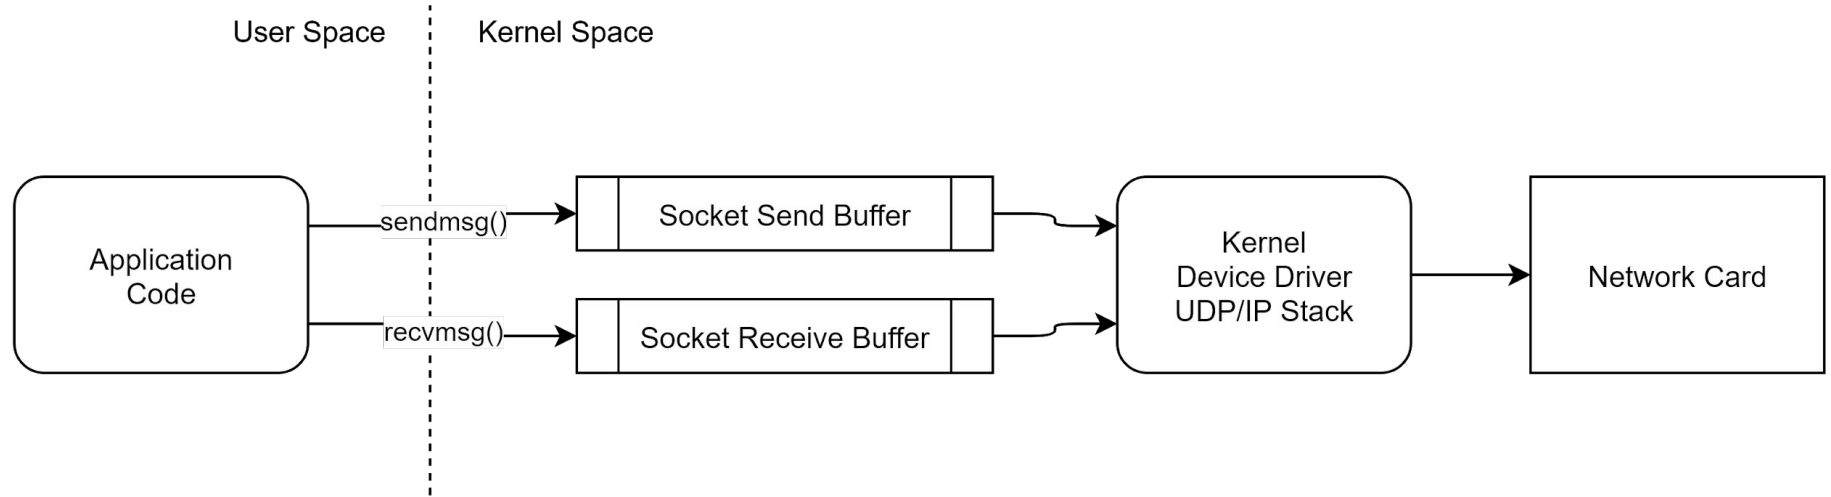 User Space
Kernel Space
sendmsg()
Socket Send Buffer
Application
Code
recvmsg()
Socket Receive Buffer
Kernel
Device Driver
UDP/IP Stack
Network Card